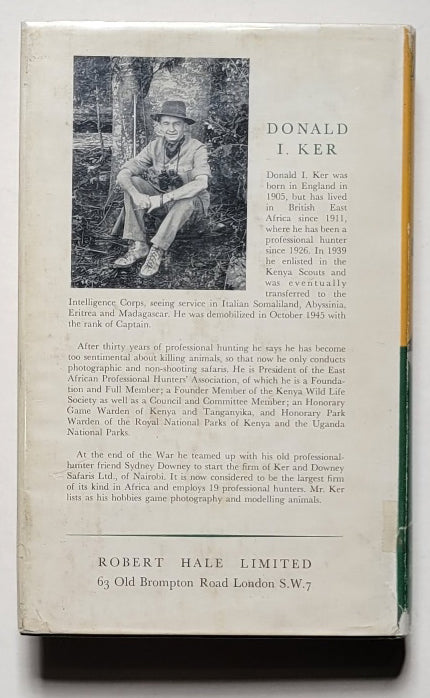 DONALD
I. KER
Donald I. Ker was
born in England in
1905, but has lived
in British East
Africa since 1911,
where he has been a
professional hunter
since 1926. In 1939
he enlisted in the
Kenya Scouts and
was eventually
transferred to the
Intelligence Corps, seeing service in Italian Somaliland, Abyssinia,
Eritrea and Madagascar. He was demobilized in October 1945 with
the rank of Captain.
After thirty years of professional hunting he says he has become
too sentimental about killing animals, so that now he only conducts
photographic and non-shooting safaris. He is President of the East
African Professional Hunters' Association, of which he is a Founda-
tion and Full Member; a Founder Member of the Kenya Wild Life
Society as well as a Council and Committee Member; an Honorary
Game Warden of Kenya and Tanganyika, and Honorary Park
Warden of the Royal National Parks of Kenya and the Uganda
National Parks.
At the end of the War he teamed up with his old professional-
hunter friend Sydney Downey to start the firm of Ker and Downey
Safaris Ltd., of Nairobi. It is now considered to be the largest firm
of its kind in Africa and employs 19 professional hunters. Mr. Ker
lists as his hobbies game photography and modelling animals.
ROBERT HALE LIMITED
63 Old Brompton Road London S.W.7